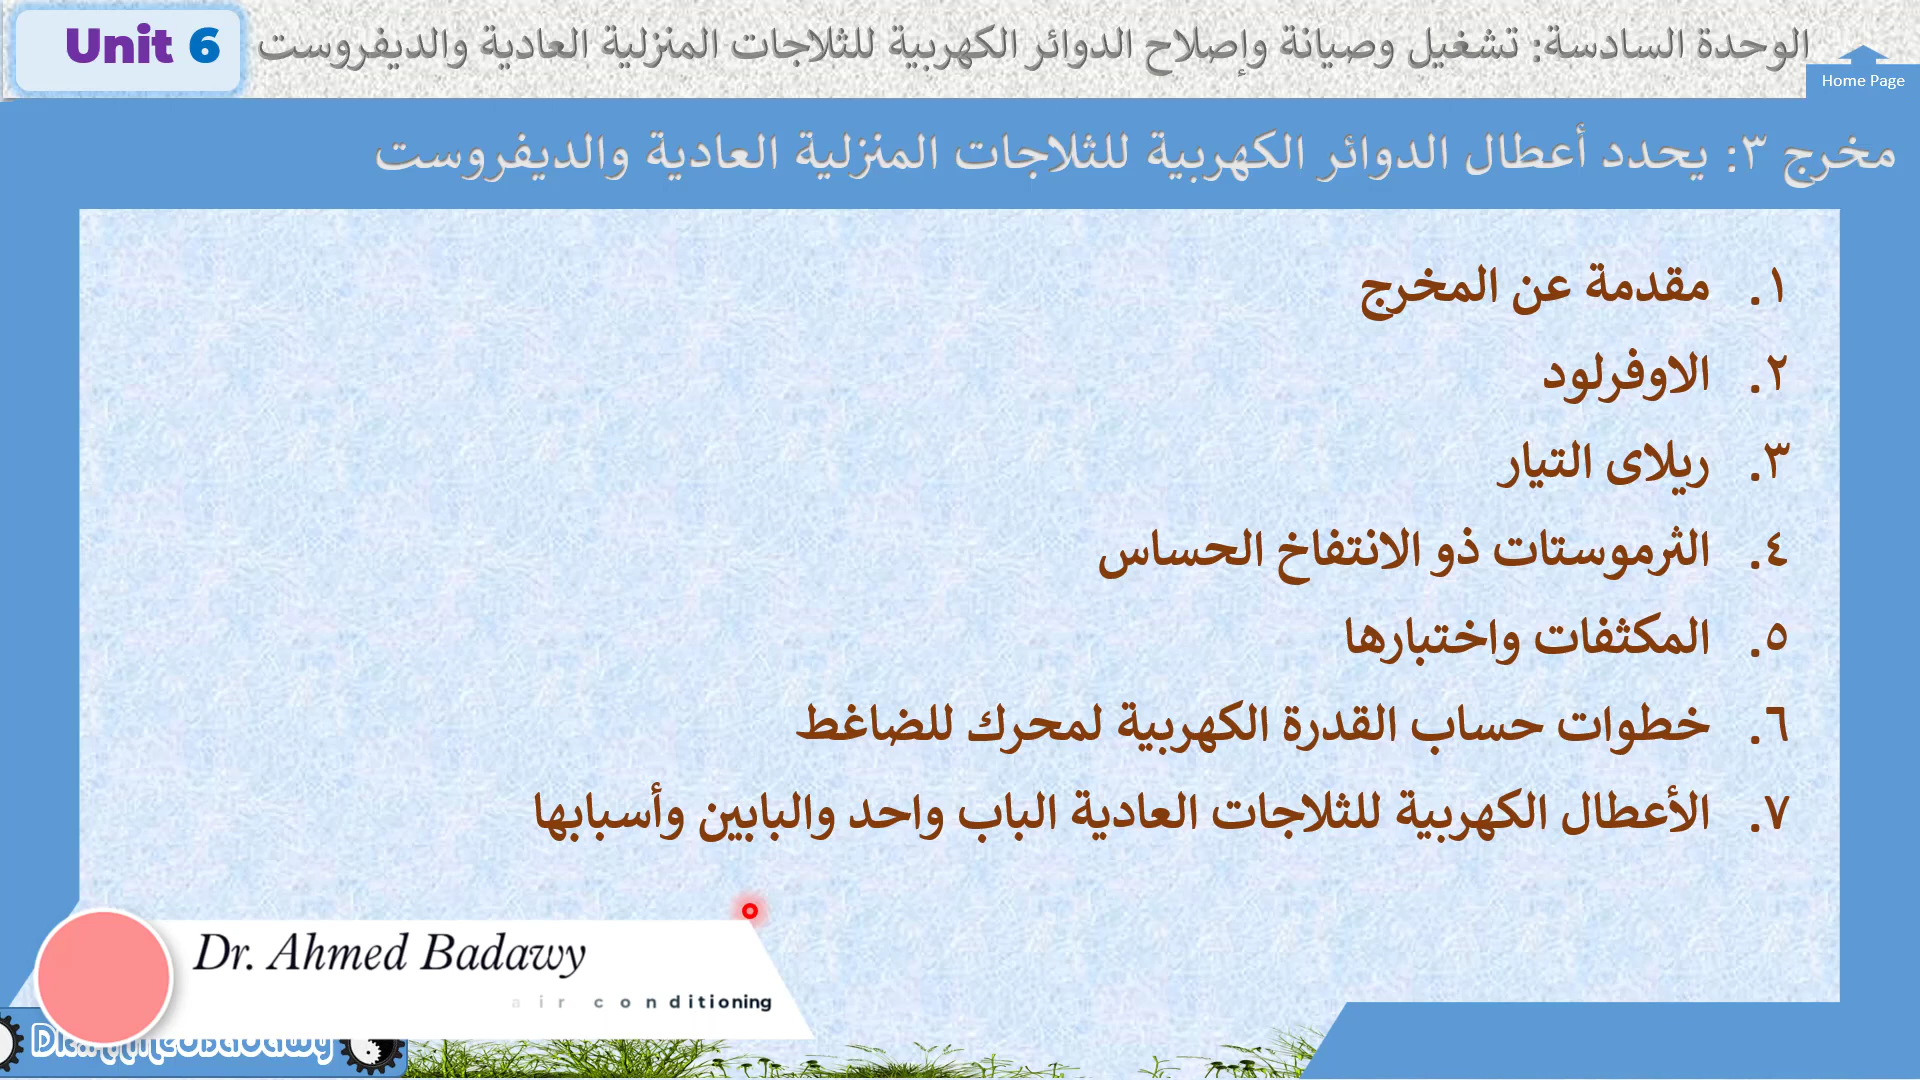 Unit 6
الوحدة السادسة: تشغيل وصيانة وإصلاح الدوائر الكهربية للثلاجات المنزلية العادية والديفروست
Home Page
مخرج ٣: يحدد أعطال الدوائر الكهربية للثلاجات المنزلية العادية والديفروست
١. مقدمة عن المخرج
٢. الاوفرلود
٣. ريلاى التيار
٤. الثرموستات ذو الانتفاخ الحساس
٥. المكثفات واختبارها
٦. خطوات حساب القدرة الكهربية لمحرك للضاغط
٧. الأعطال الكهربية للثلاجات العادية الباب واحد والبابين وأسبابها
Dr. Ahmed Badawy
air conditioning